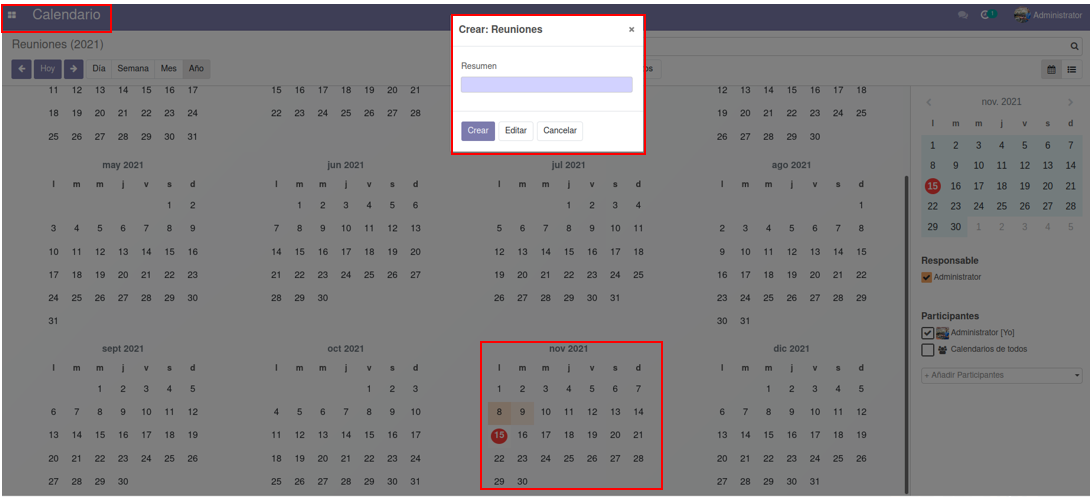 Calendario
Administrator
Reuniones (2021)
Crear: Reuniones ×
Resumen
Crear Editar Cancelar
Hoy Día Semana Mes Año
11 12 13 14 15 16 17 15 16 17 18 19 20 21 12 13 14 15 16 17 18
18 19 20 21 22 23 24 22 23 24 25 26 27 28 19 20 21 22 23 24 25
25 26 27 28 29 30 31 26 27 28 29 30
may 2021
l m m j v s d
1 2
3 4 5 6 7 8 9
10 11 12 13 14 15 16
17 18 19 20 21 22 23
24 25 26 27 28 29 30
31
jun 2021
l m m j v s d
1 2 3 4 5 6
7 8 9 10 11 12 13
14 15 16 17 18 19 20
21 22 23 24 25 26 27
28 29 30
jul 2021
l m m j v s d
1 2 3 4
5 6 7 8 9 10 11
12 13 14 15 16 17 18
19 20 21 22 23 24 25
26 27 28 29 30 31
ago 2021
l m m j v s d
1
2 3 4 5 6 7 8
9 10 11 12 13 14 15
16 17 18 19 20 21 22
23 24 25 26 27 28 29
30 31
sept 2021
l m m j v s d
1 2 3 4 5
6 7 8 9 10 11 12
13 14 15 16 17 18 19
20 21 22 23 24 25 26
27 28 29 30
oct 2021
l m m j v s d
1 2 3
4 5 6 7 8 9 10
11 12 13 14 15 16 17
18 19 20 21 22 23 24
25 26 27 28 29 30 31
nov 2021
l m m j v s d
1 2 3 4 5 6 7
8 9 10 11 12 13 14
15 16 17 18 19 20 21
22 23 24 25 26 27 28
29 30
dic 2021
l m m j v s d
1 2 3 4 5
6 7 8 9 10 11 12
13 14 15 16 17 18 19
20 21 22 23 24 25 26
27 28 29 30 31
nov. 2021
l m m j v s d
1 2 3 4 5 6 7
8 9 10 11 12 13 14
15 16 17 18 19 20 21
22 23 24 25 26 27 28
29 30 1 2 3 4 5
Responsable
Administrator
Participantes
Administrator [Yo]
Calendarios de todos
+ Añadir Participantes